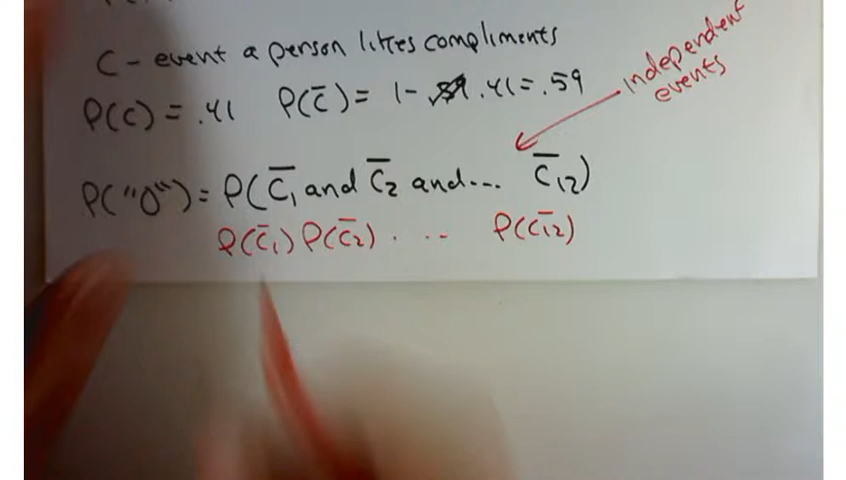 C - event a person likes compliments
P(C) = .41 P(C̅) = 1 - .41 = .59
independent
events
P("0") = P(C̅₁ and C̅₂ and... C̅₁₂)
P(C̅₁) P(C̅₂) . ... P(C̅₁₂)